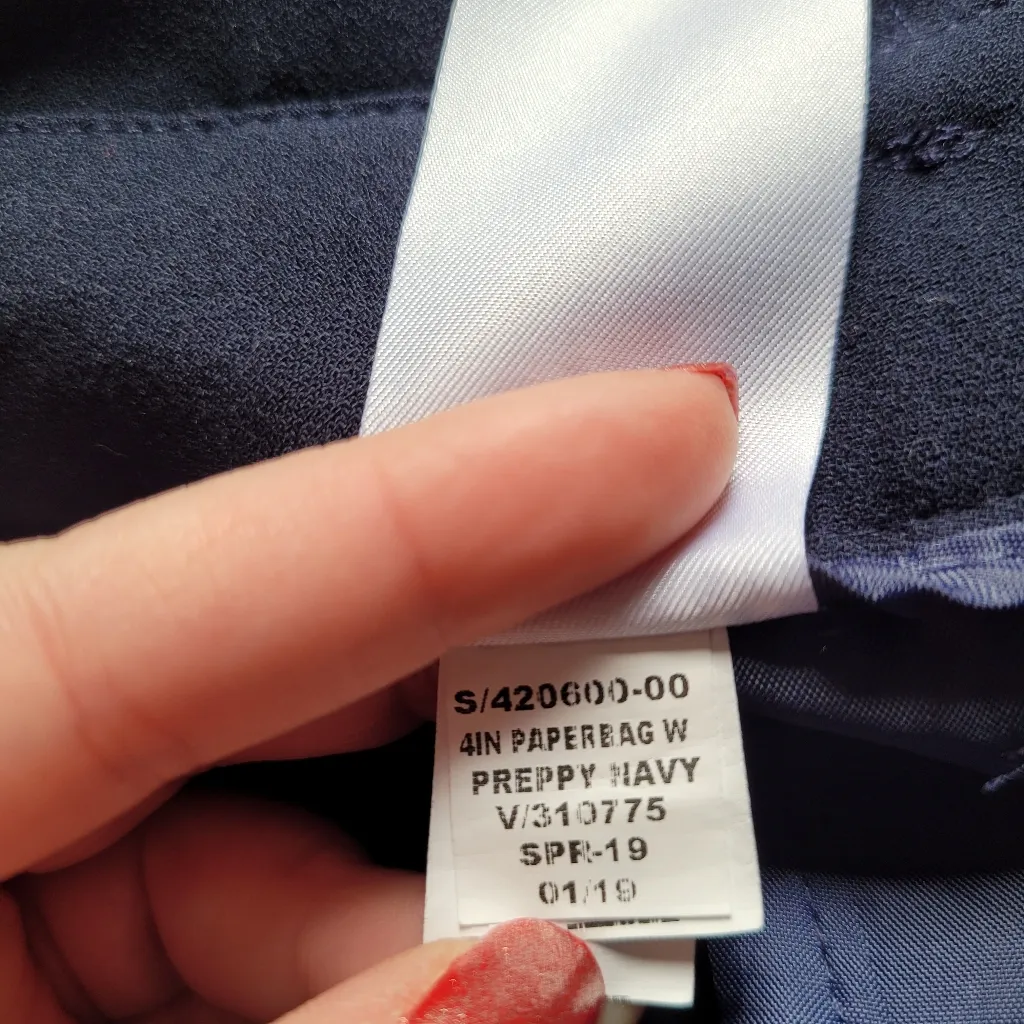 S/420600-00
4IN PAPERBAG W
PREPPY NAVY
V/310775
SPR-19
01/19